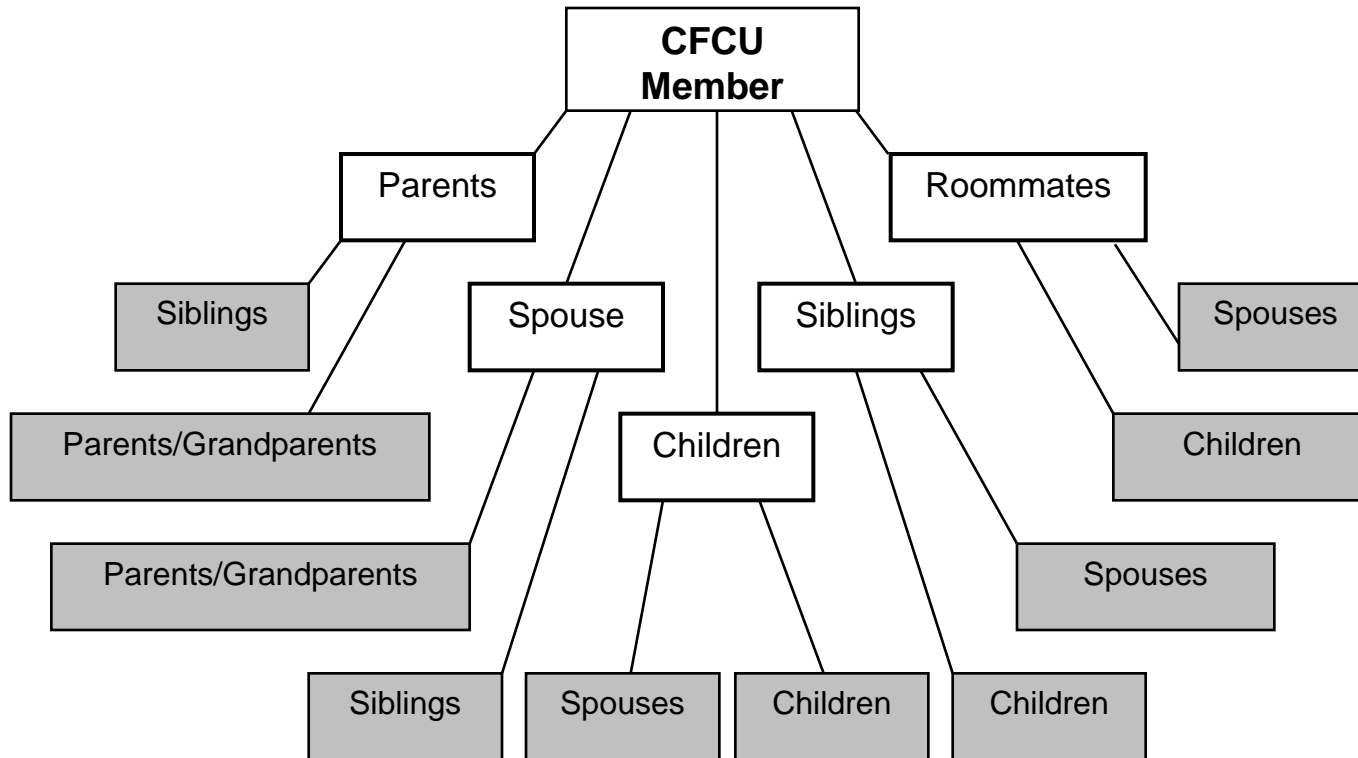 CFCU
Member
Parents
Roommates
Siblings
Spouse
Siblings
Spouses
Parents/Grandparents
Children
Children
Parents/Grandparents
Spouses
Siblings
Spouses
Children
Children